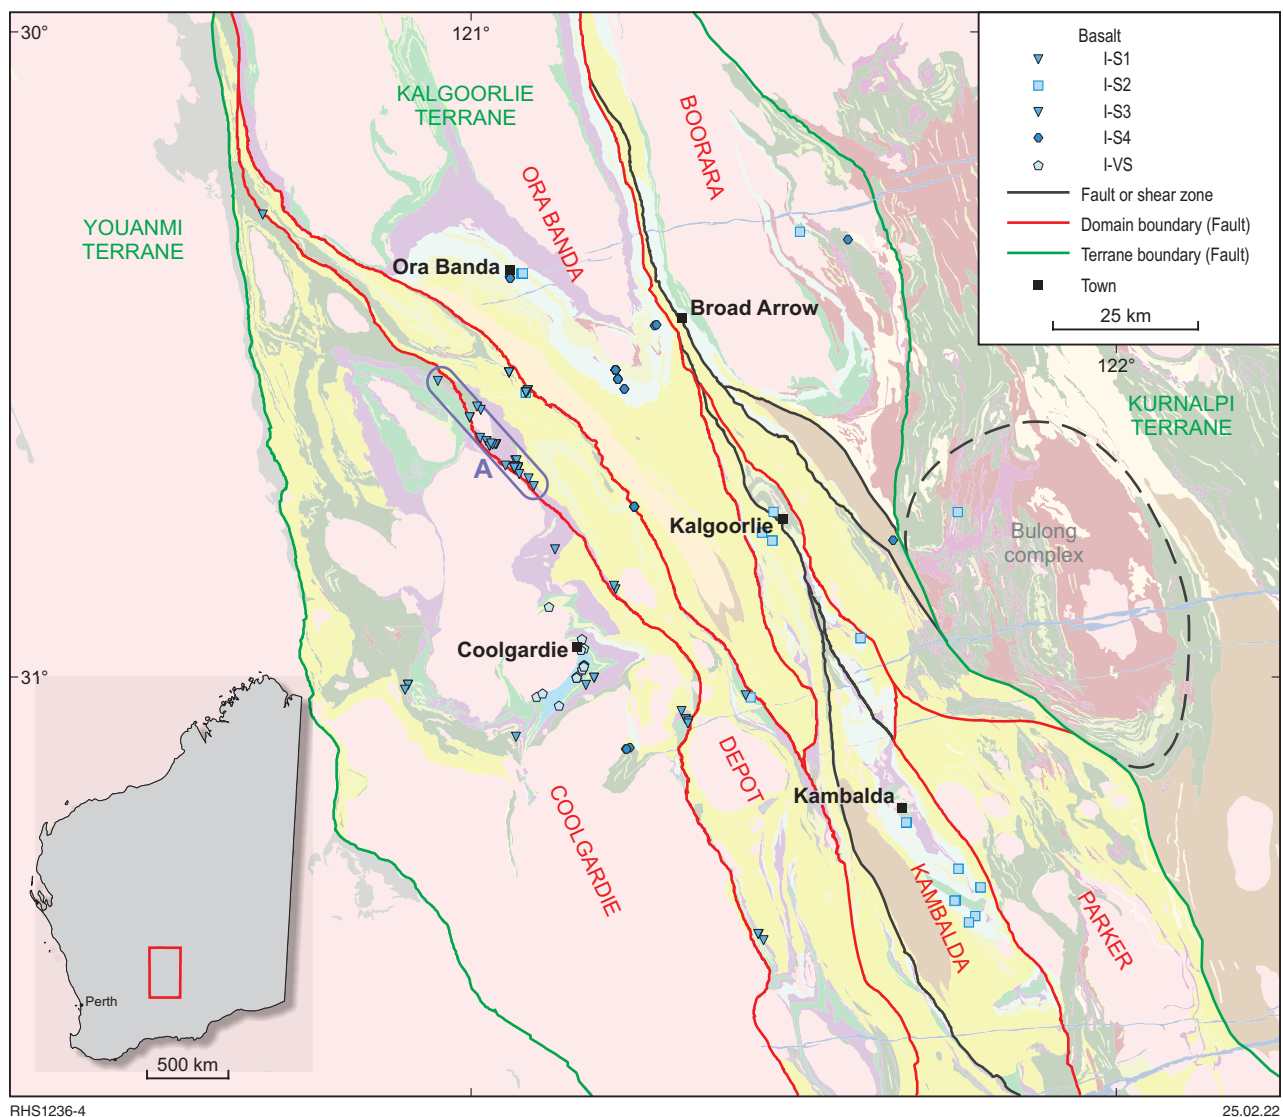 30°
121°
Basalt
I-S1
I-S2
I-S3
I-S4
I-VS
Fault or shear zone
Domain boundary (Fault)
Terrane boundary (Fault)
Town
25 km
KALGOORLIE
TERRANE
BOORARA
ORA BANDA
YOUANMI
TERRANE
Ora Banda
Broad Arrow
122°
KURNALPI
TERRANE
A
Kalgoorlie
Bulong
complex
Coolgardie
31°
DEPOT
COOLGARDIE
Kambalda
KAMBALDA
PARKER
Perth
500 km
121°
RHS1236-4
25.02.22